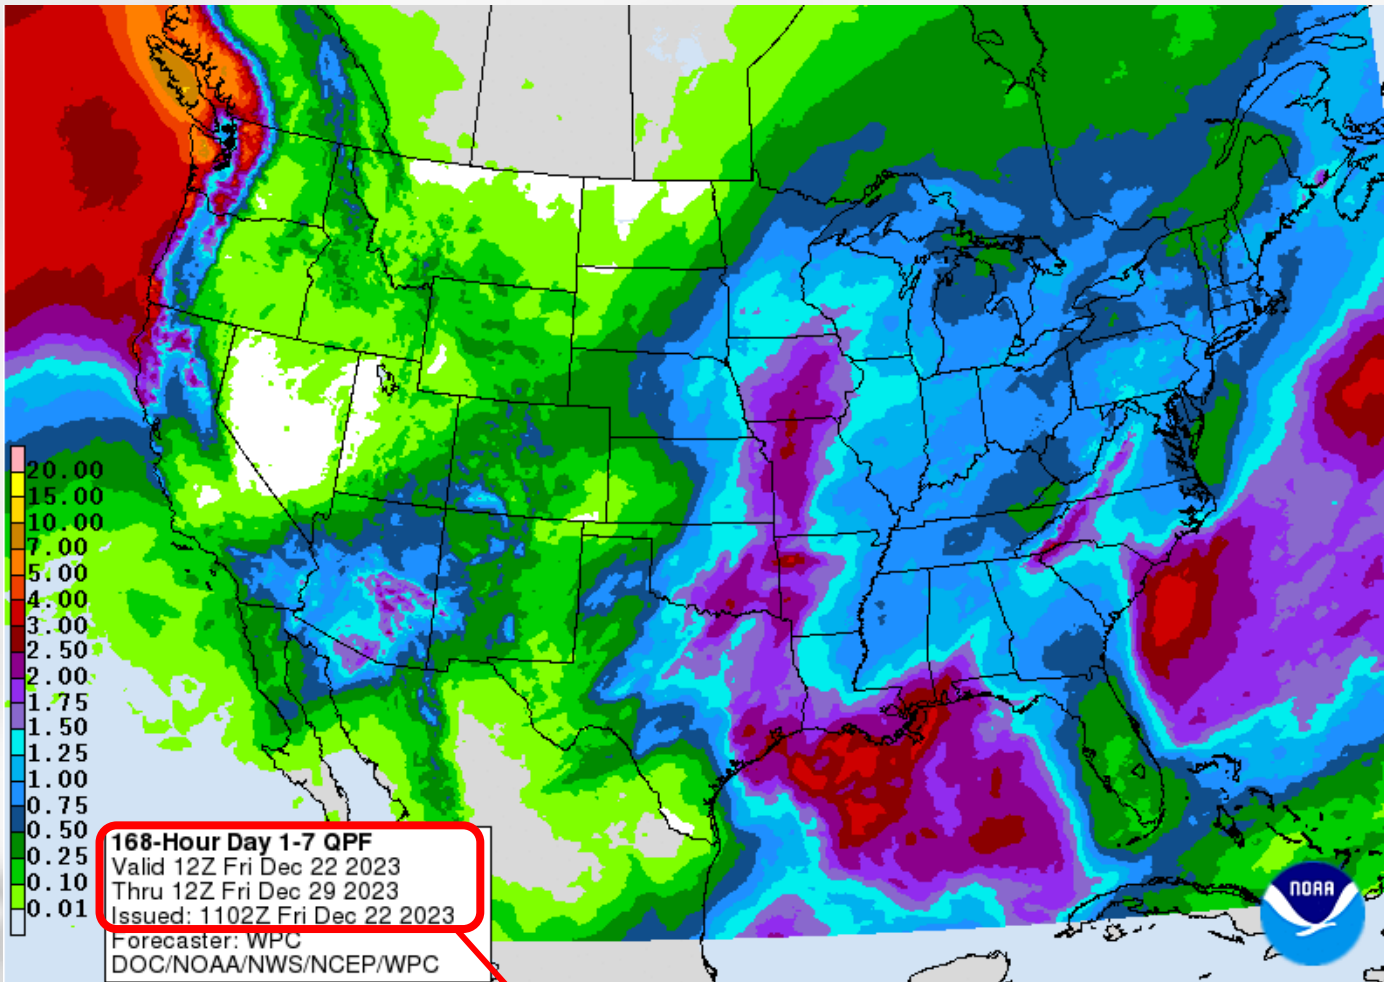 20.00
15.00
10.00
7.00
5.00
4.00
3.00
2.50
2.00
1.75
1.50
1.25
1.00
0.75
0.50
0.25
0.10
0.01
168-Hour Day 1-7 QPF
Valid 12Z Fri Dec 22 2023
Thru 12Z Fri Dec 29 2023
Issued: 1102Z Fri Dec 22 2023
Forecaster: WPC
DOC/NOAA/NWS/NCEP/WPC
NOAA